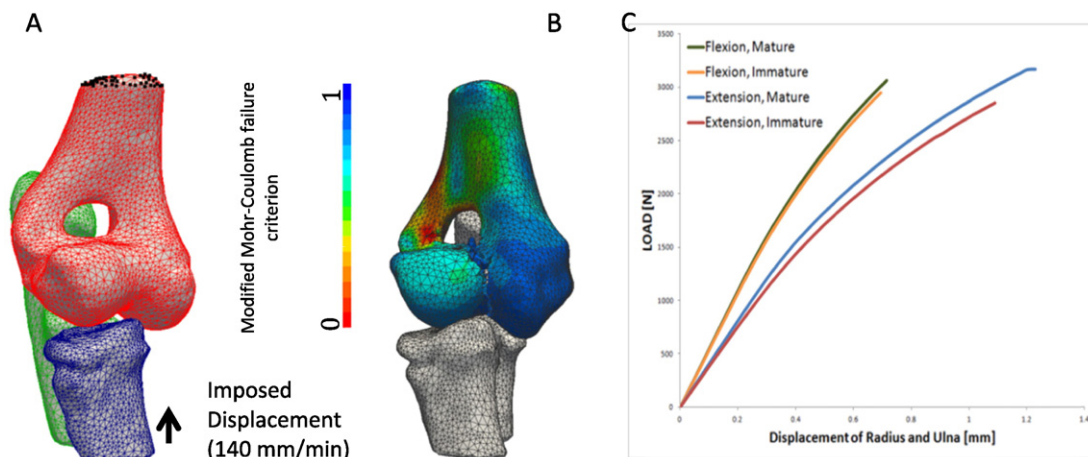 A
B
C
Modified Mohr-Coulomb failure
criterion
1
0
Imposed
Displacement
(140 mm/min)
Flexion, Mature
Flexion, Immature
Extension, Mature
Extension, Immature
LOAD [N]
3500
3000
2500
2000
1500
1000
500
0
0
0.2
0.4
0.6
0.8
1
1.2
1.4
Displacement of Radius and Ulna [mm]